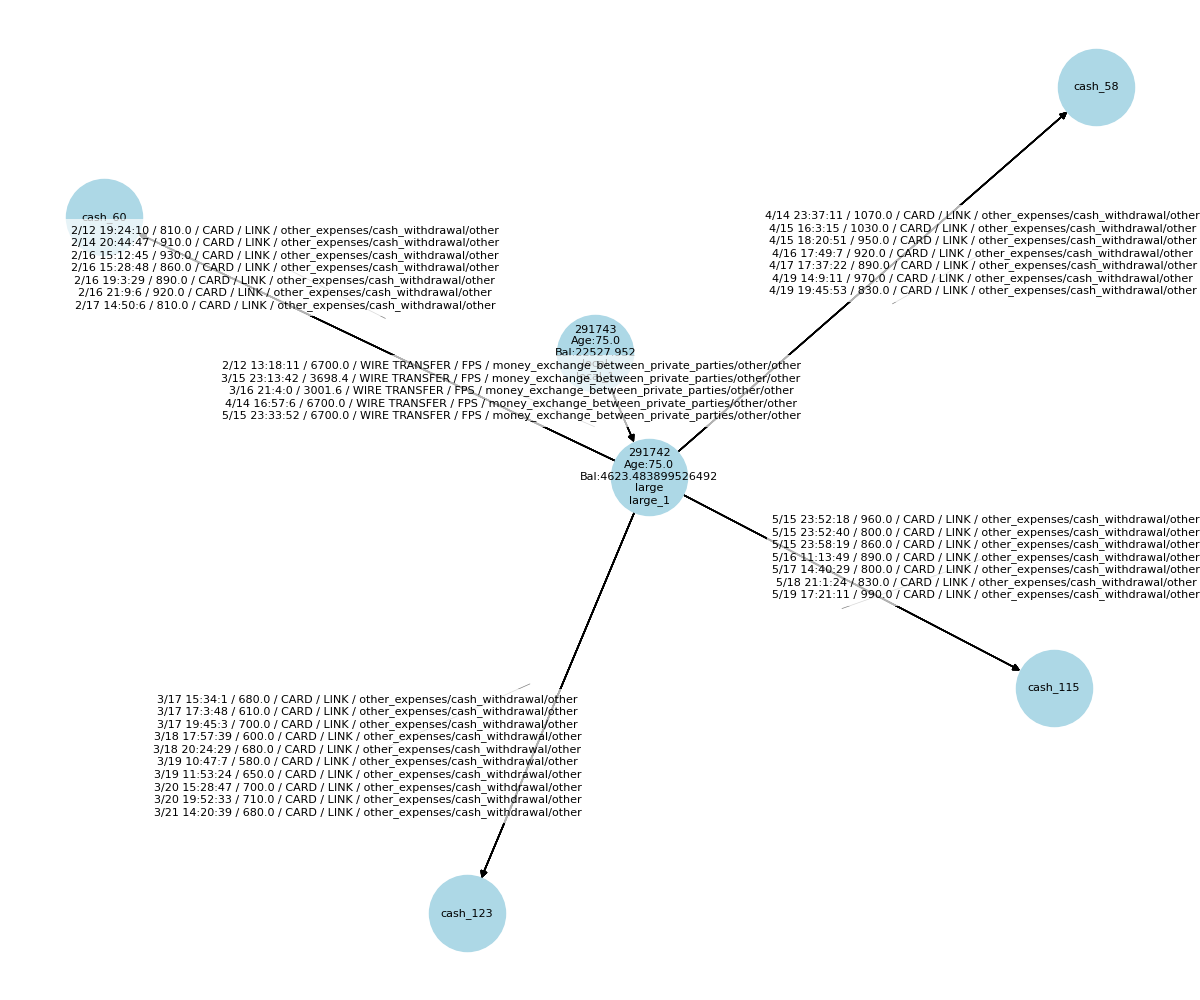 cash_58
cash_60
2/12 19:24:10 / 810.0 / CARD / LINK / other_expenses/cash_withdrawal/other
2/14 20:44:47 / 910.0 / CARD / LINK / other_expenses/cash_withdrawal/other
2/16 15:12:45 / 930.0 / CARD / LINK / other_expenses/cash_withdrawal/other
2/16 15:28:48 / 860.0 / CARD / LINK / other_expenses/cash_withdrawal/other
2/16 19:3:29 / 890.0 / CARD / LINK / other_expenses/cash_withdrawal/other
2/16 21:9:6 / 920.0 / CARD / LINK / other_expenses/cash_withdrawal/other
2/17 14:50:6 / 810.0 / CARD / LINK / other_expenses/cash_withdrawal/other
4/14 23:37:11 / 1070.0 / CARD / LINK / other_expenses/cash_withdrawal/other
4/15 16:3:15 / 1030.0 / CARD / LINK / other_expenses/cash_withdrawal/other
4/15 18:20:51 / 950.0 / CARD / LINK / other_expenses/cash_withdrawal/other
4/16 17:49:7 / 920.0 / CARD / LINK / other_expenses/cash_withdrawal/other
4/17 17:37:22 / 890.0 / CARD / LINK / other_expenses/cash_withdrawal/other
4/19 14:9:11 / 970.0 / CARD / LINK / other_expenses/cash_withdrawal/other
4/19 19:45:53 / 830.0 / CARD / LINK / other_expenses/cash_withdrawal/other
291743
Age:75.0
Bal:22527.952
2/12 13:18:11 / 6700.0 / WIRE TRANSFER / FPS / money_exchange_between_private_parties/other/other
3/15 23:13:42 / 3698.4 / WIRE TRANSFER / FPS / money_exchange_between_private_parties/other/other
3/16 21:4:0 / 3001.6 / WIRE TRANSFER / FPS / money_exchange_between_private_parties/other/other
4/14 16:57:6 / 6700.0 / WIRE TRANSFER / FPS / money_exchange_between_private_parties/other/other
5/15 23:33:52 / 6700.0 / WIRE TRANSFER / FPS / money_exchange_between_private_parties/other/other
291742
Age:75.0
Bal:4623.483899526492
large
large_1
5/15 23:52:18 / 960.0 / CARD / LINK / other_expenses/cash_withdrawal/other
5/15 23:52:40 / 800.0 / CARD / LINK / other_expenses/cash_withdrawal/other
5/15 23:58:19 / 860.0 / CARD / LINK / other_expenses/cash_withdrawal/other
5/16 11:13:49 / 890.0 / CARD / LINK / other_expenses/cash_withdrawal/other
5/17 14:40:29 / 800.0 / CARD / LINK / other_expenses/cash_withdrawal/other
5/18 21:1:24 / 830.0 / CARD / LINK / other_expenses/cash_withdrawal/other
5/19 17:21:11 / 990.0 / CARD / LINK / other_expenses/cash_withdrawal/other
cash_115
3/17 15:34:1 / 680.0 / CARD / LINK / other_expenses/cash_withdrawal/other
3/17 17:3:48 / 610.0 / CARD / LINK / other_expenses/cash_withdrawal/other
3/17 19:45:3 / 700.0 / CARD / LINK / other_expenses/cash_withdrawal/other
3/18 17:57:39 / 600.0 / CARD / LINK / other_expenses/cash_withdrawal/other
3/18 20:24:29 / 680.0 / CARD / LINK / other_expenses/cash_withdrawal/other
3/19 10:47:7 / 580.0 / CARD / LINK / other_expenses/cash_withdrawal/other
3/19 11:53:24 / 650.0 / CARD / LINK / other_expenses/cash_withdrawal/other
3/20 15:28:47 / 700.0 / CARD / LINK / other_expenses/cash_withdrawal/other
3/20 19:52:33 / 710.0 / CARD / LINK / other_expenses/cash_withdrawal/other
3/21 14:20:39 / 680.0 / CARD / LINK / other_expenses/cash_withdrawal/other
cash_123